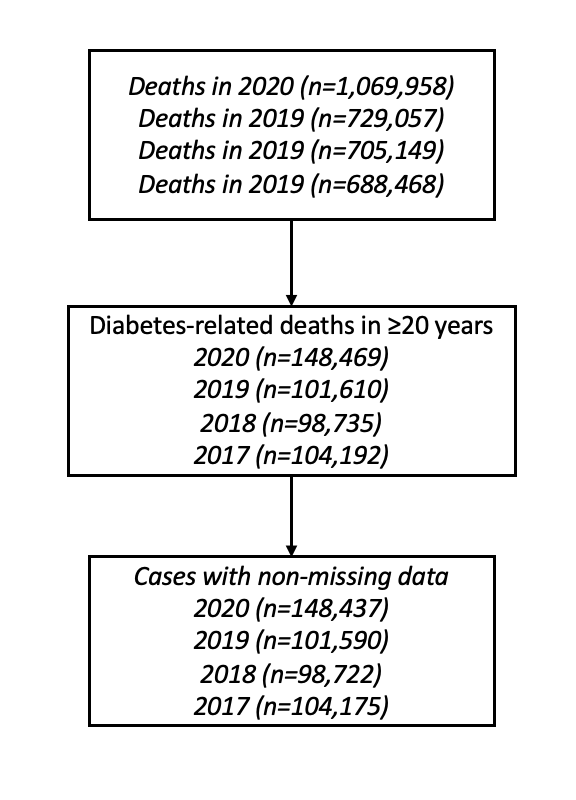 Deaths in 2020 (n=1,069,958)
Deaths in 2019 (n=729,057)
Deaths in 2019 (n=705,149)
Deaths in 2019 (n=688,468)
Diabetes-related deaths in ≥20 years
2020 (n=148,469)
2019 (n=101,610)
2018 (n=98,735)
2017 (n=104,192)
Cases with non-missing data
2020 (n=148,437)
2019 (n=101,590)
2018 (n=98,722)
2017 (n=104,175)